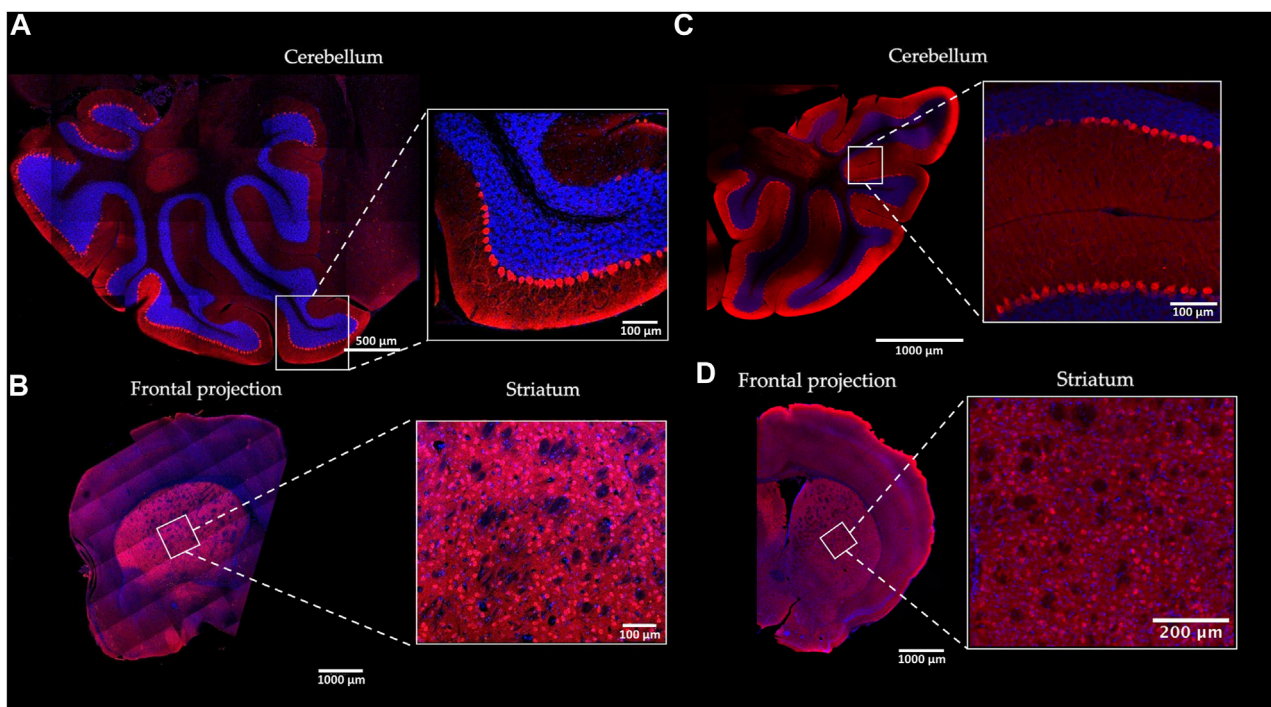 A
Cerebellum
500 µm
100 µm
B
Frontal projection
Striatum
1000 µm
100 µm
C
Cerebellum
1000 µm
100 µm
D
Frontal projection
Striatum
1000 µm
200 µm